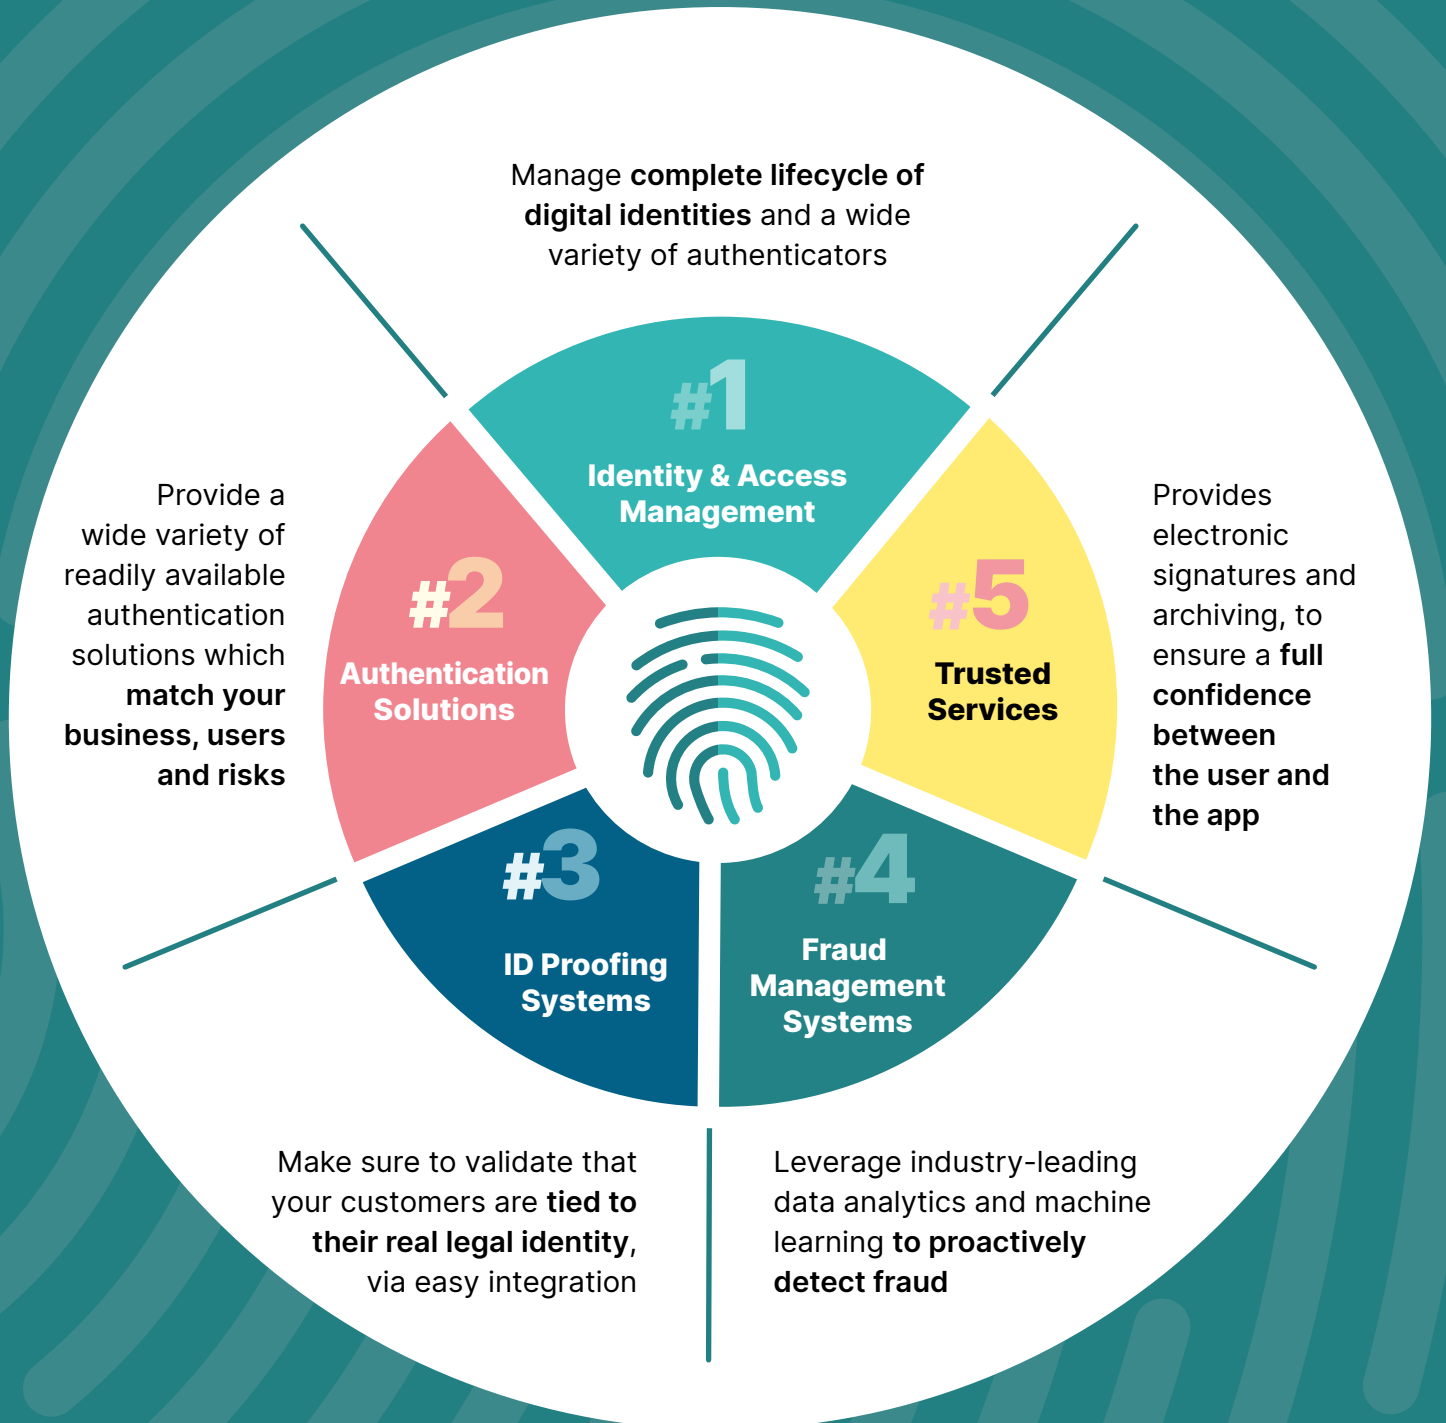 Manage complete lifecycle of
digital identities and a wide
variety of authenticators
#1
Identity & Access
Management
Provide a
wide variety of
readily available
authentication
solutions which
match your
business, users
and risks
#2
Authentication
Solutions
Make sure to validate that
your customers are tied to
their real legal identity,
via easy integration
#3
ID Proofing
Systems
#4
Fraud
Management
Systems
Leverage industry-leading
data analytics and machine
learning to proactively
detect fraud
#5
Trusted
Services
Provides
electronic
signatures and
archiving, to
ensure a full
confidence
between
the user and
the app